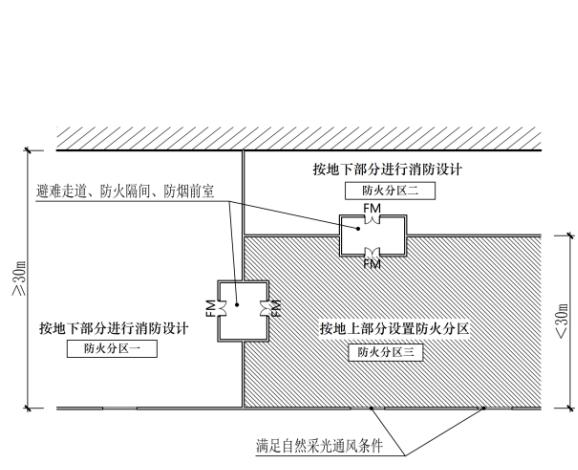 按地下部分进行消防设计
防火分区二
避难走道、防火隔间、防烟前室
FM
FM
≥30m
FM
FM
按地下部分进行消防设计
防火分区一
按地上部分设置防火分区
防火分区三
<30m
满足自然采光通风条件